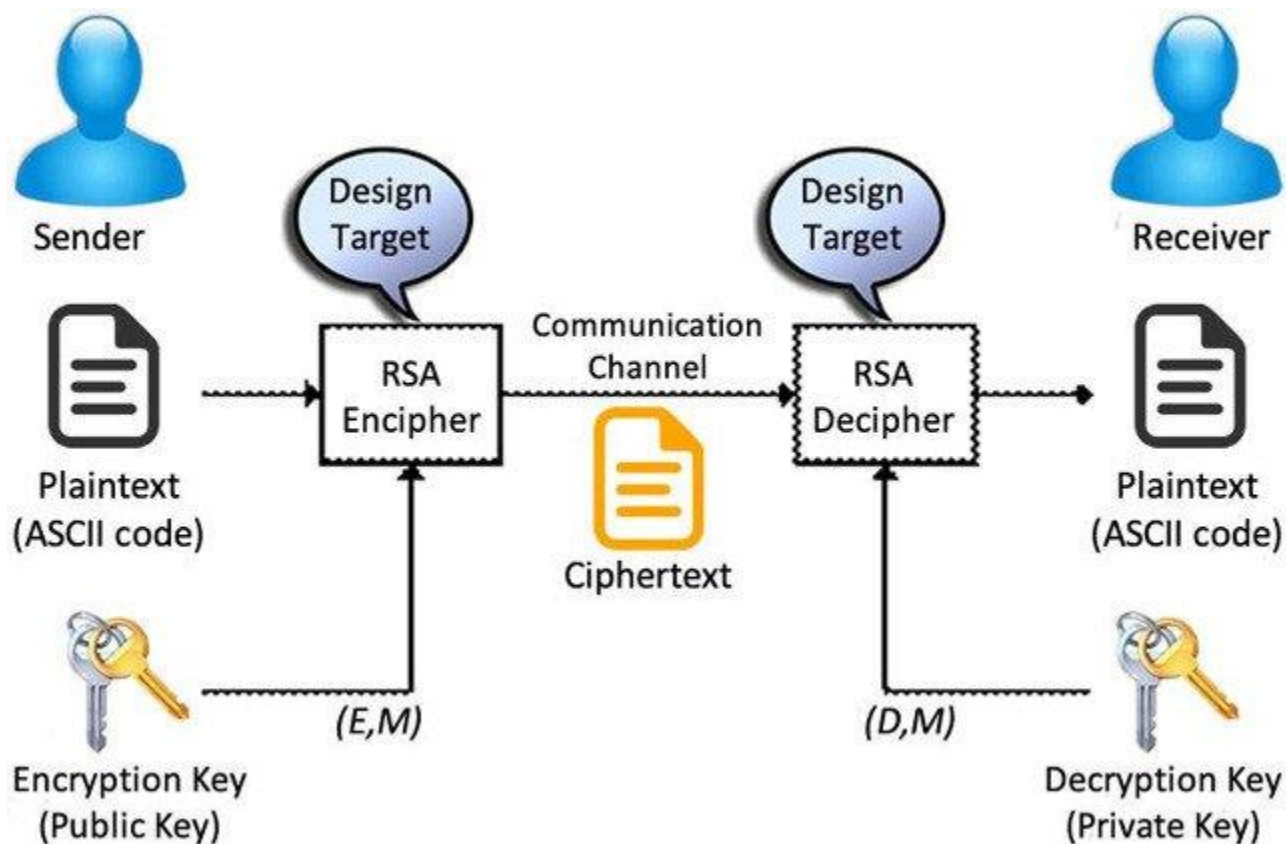 Sender
Design
Target
Design
Target
Receiver
Communication
Channel
RSA
Encipher
RSA
Decipher
Plaintext
(ASCII code)
Ciphertext
Plaintext
(ASCII code)
(E,M)
(D,M)
Encryption Key
(Public Key)
Decryption Key
(Private Key)